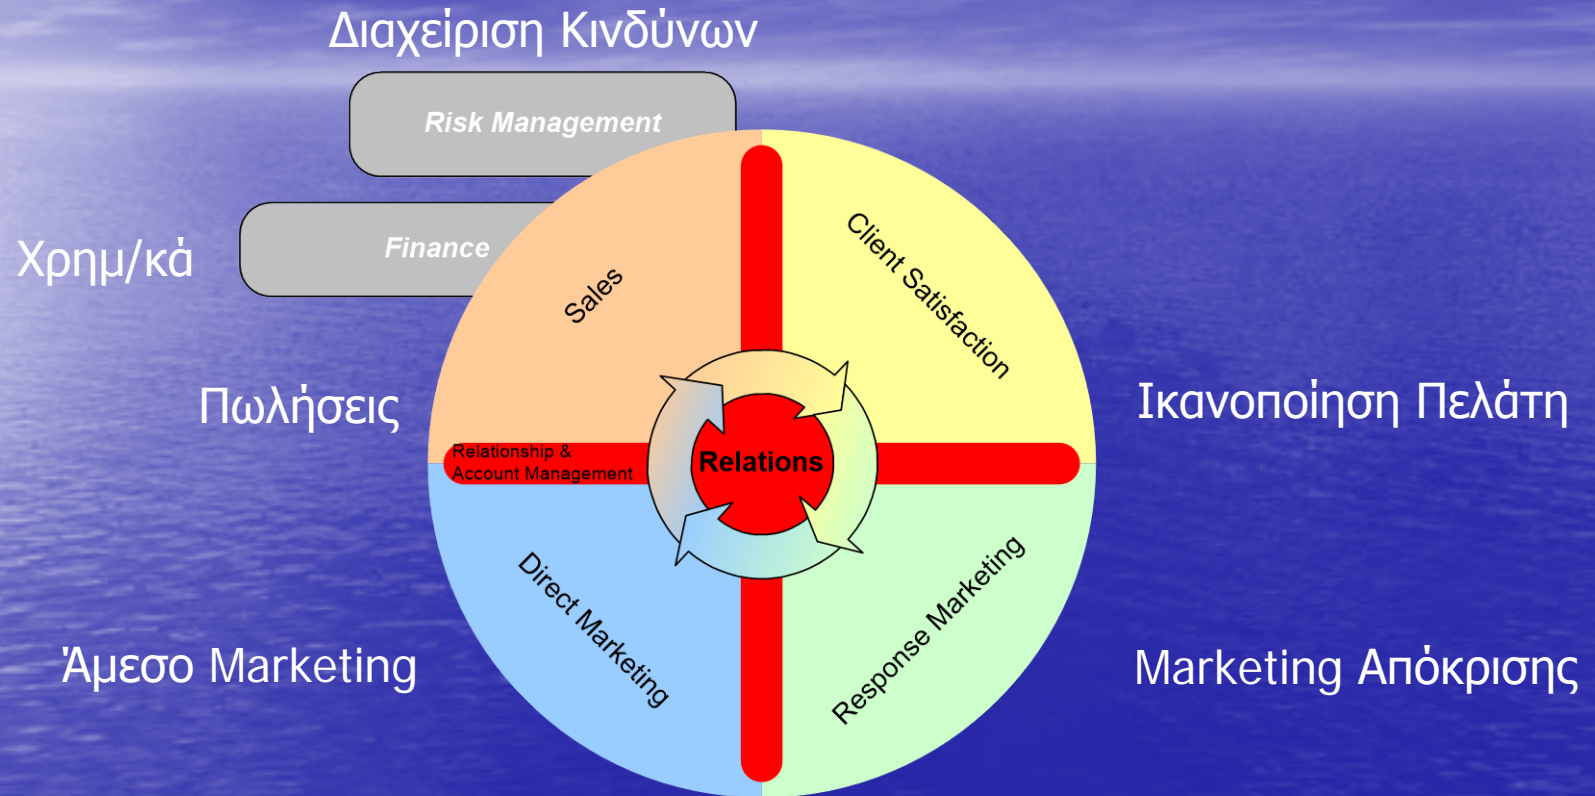 Διαχείριση Κινδύνων
Risk Management
Χρημ/κά
Finance
Sales
Client Satisfaction
Πωλήσεις
Ικανοποίηση Πελάτη
Relationship &
Account Management
Relations
Direct Marketing
Response Marketing
Άμεσο Marketing
Marketing Απόκρισης